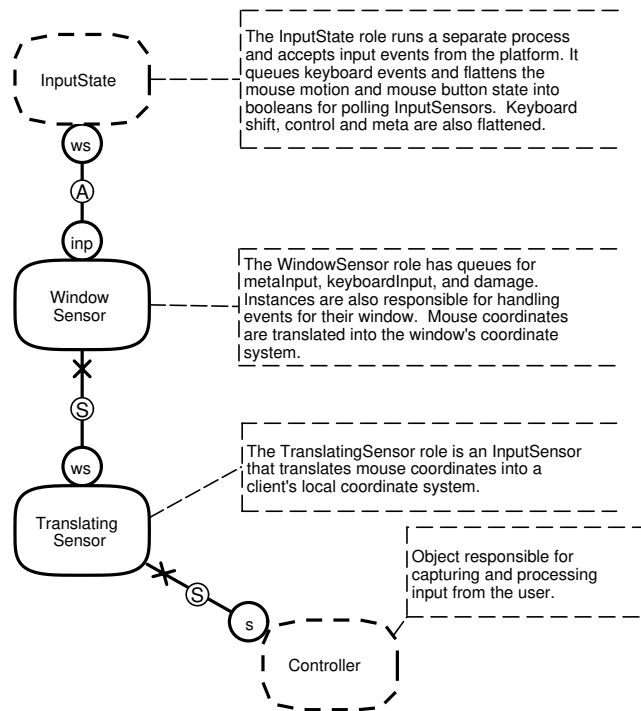 InputState
The InputState role runs a separate process
and accepts input events from the platform. It
queues keyboard events and flattens the
mouse motion and mouse button state into
booleans for polling InputSensors.  Keyboard
shift, control and meta are also flattened.
ws
A
inp
Window
Sensor
The WindowSensor role has queues for
metaInput, keyboardInput, and damage.
Instances are also responsible for handling
events for their window.  Mouse coordinates
are translated into the window's coordinate
system.
S
ws
Translating
Sensor
The TranslatingSensor role is an InputSensor
that translates mouse coordinates into a
client's local coordinate system.
S
s
Controller
Object responsible for
capturing and processing
input from the user.